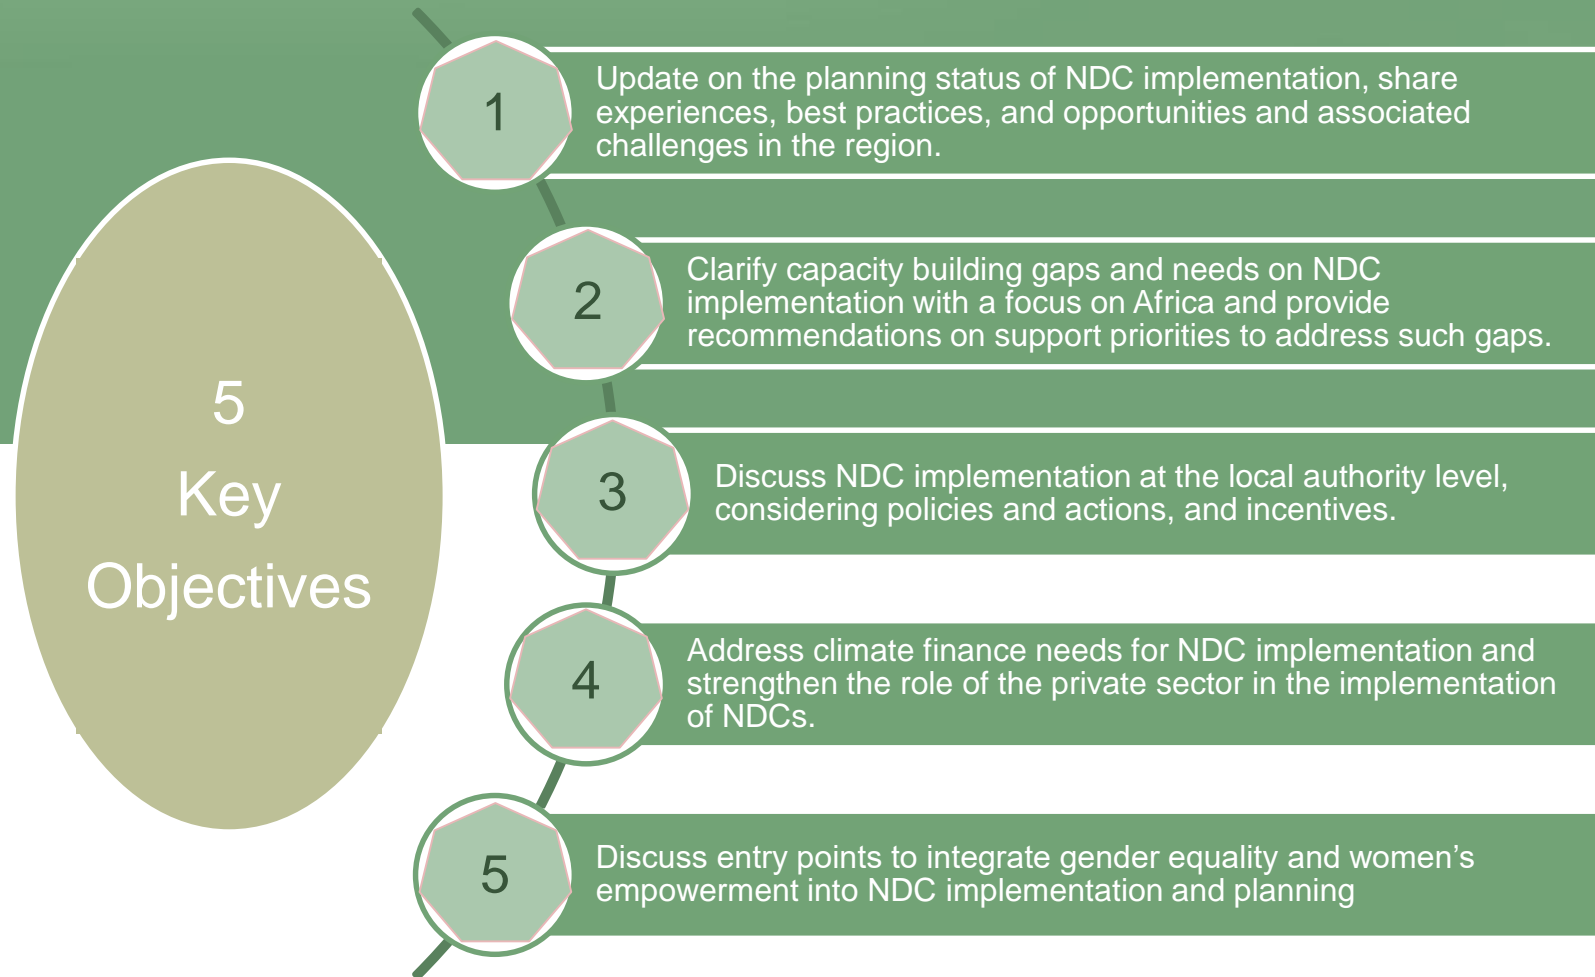 5
Key
Objectives
1
Update on the planning status of NDC implementation, share
experiences, best practices, and opportunities and associated
challenges in the region.
2
Clarify capacity building gaps and needs on NDC
implementation with a focus on Africa and provide
recommendations on support priorities to address such gaps.
3
Discuss NDC implementation at the local authority level,
considering policies and actions, and incentives.
4
Address climate finance needs for NDC implementation and
strengthen the role of the private sector in the implementation
of NDCs.
5
Discuss entry points to integrate gender equality and women’s
empowerment into NDC implementation and planning